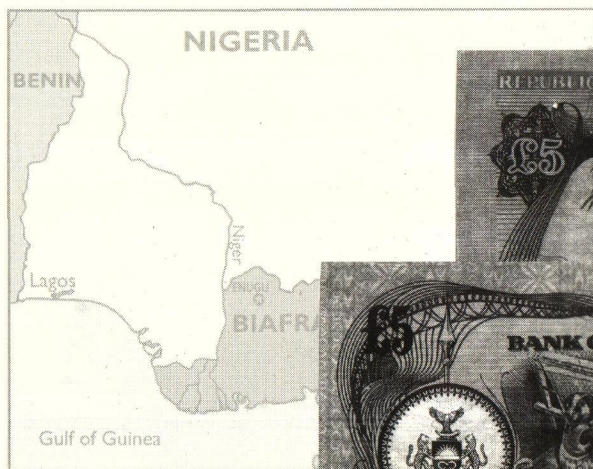 NIGERIA
BENIN
REPUBLIC
£5
Niger
Lagos
ENUGU
BIAFRA
£5
BANK
Gulf of Guinea